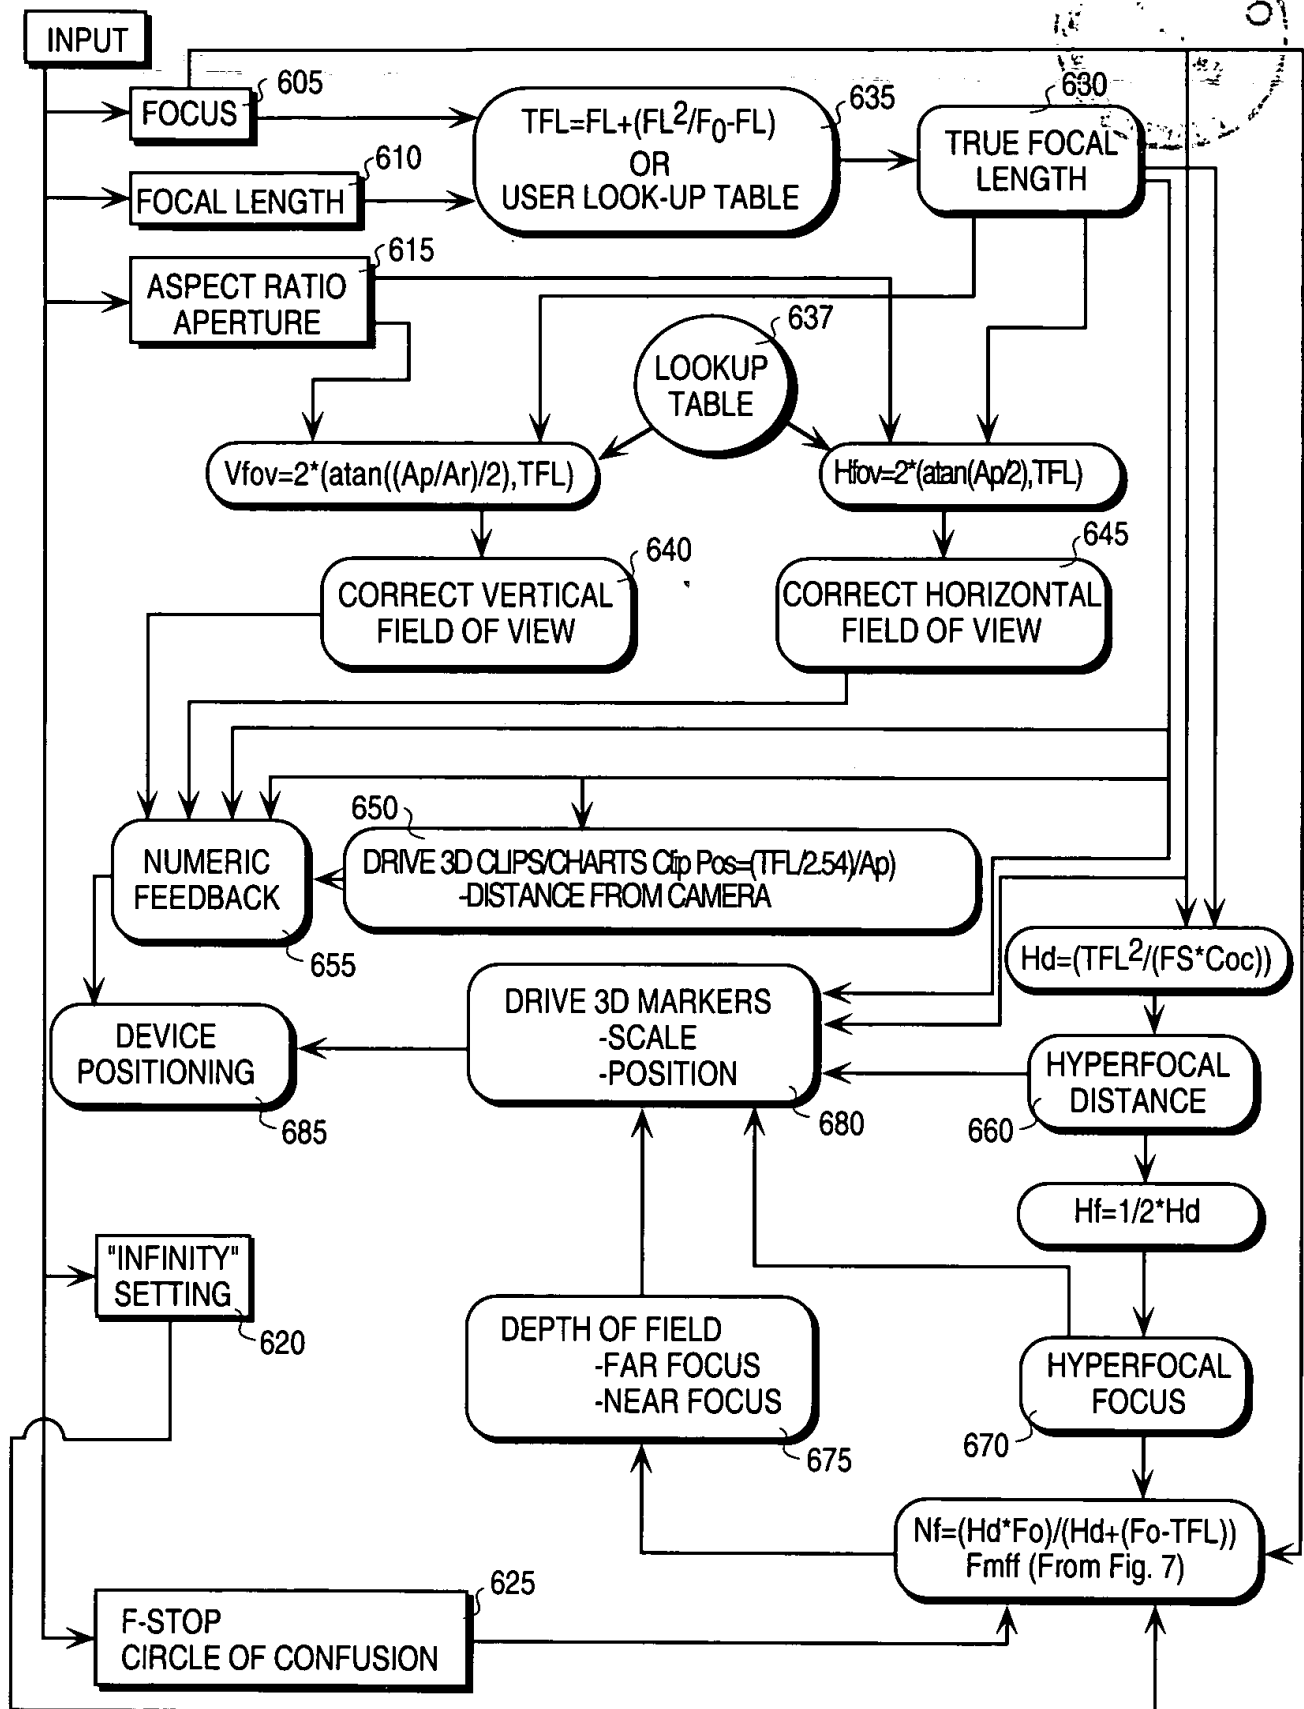 INPUT
FOCUS
605
FOCAL LENGTH
610
ASPECT RATIO
APERTURE
615
TFL=FL+(FL²/F₀-FL)
OR
USER LOOK-UP TABLE
635
TRUE FOCAL
LENGTH
630
LOOKUP
TABLE
637
Vfov=2*(atan((Ap/Ar)/2),TFL)
Hfov=2*(atan(Ap/2),TFL)
CORRECT VERTICAL
FIELD OF VIEW
640
CORRECT HORIZONTAL
FIELD OF VIEW
645
NUMERIC
FEEDBACK
655
650
DRIVE 3D CLIPS/CHARTS Clip Pos=(TFL/2.54)/Ap)
-DISTANCE FROM CAMERA
Hd=(TFL²/(FS*Coc))
DEVICE
POSITIONING
685
DRIVE 3D MARKERS
-SCALE
-POSITION
680
HYPERFOCAL
DISTANCE
660
Hf=1/2*Hd
"INFINITY"
SETTING
620
DEPTH OF FIELD
-FAR FOCUS
-NEAR FOCUS
675
HYPERFOCAL
FOCUS
670
Nf=(Hd*Fo)/(Hd+(Fo-TFL))
Fmff (From Fig. 7)
F-STOP
CIRCLE OF CONFUSION
625